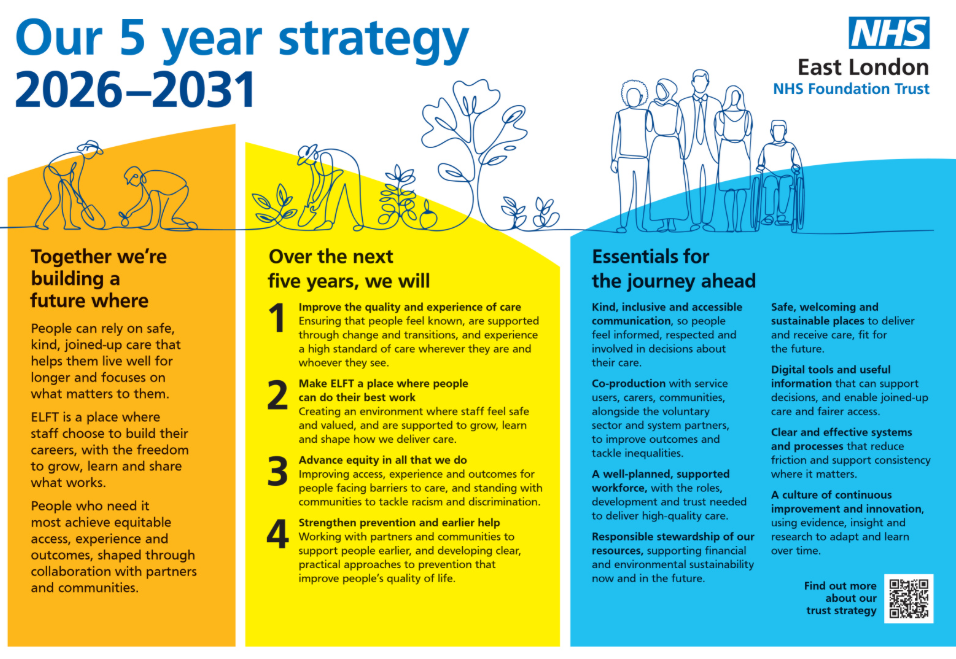 Our 5 year strategy
2026–2031
NHS
East London
NHS Foundation Trust
Together we're
building a
future where
People can rely on safe,
kind, joined-up care that
helps them live well for
longer and focuses on
what matters to them.
ELFT is a place where
staff choose to build their
careers, with the freedom
to grow, learn and share
what works.
People who need it
most achieve equitable
access, experience and
outcomes, shaped through
collaboration with partners
and communities.
Over the next
five years, we will
1 Improve the quality and experience of care
Ensuring that people feel known, are supported
through change and transitions, and experience
a high standard of care wherever they are and
whoever they see.
2 Make ELFT a place where people
can do their best work
Creating an environment where staff feel safe
and valued, and are supported to grow, learn
and shape how we deliver care.
3 Advance equity in all that we do
Improving access, experience and outcomes for
people facing barriers to care, and standing with
communities to tackle racism and discrimination.
4 Strengthen prevention and earlier help
Working with partners and communities to
support people earlier, and developing clear,
practical approaches to prevention that
improve people's quality of life.
Essentials for
the journey ahead
Kind, inclusive and accessible
communication, so people
feel informed, respected and
involved in decisions about
their care.
Co-production with service
users, carers, communities,
alongside the voluntary
sector and system partners,
to improve outcomes and
tackle inequalities.
A well-planned, supported
workforce, with the roles,
development and trust needed
to deliver high-quality care.
Responsible stewardship of our
resources, supporting financial
and environmental sustainability
now and in the future.
Safe, welcoming and
sustainable places to deliver
and receive care, fit for
the future.
Digital tools and useful
information that can support
decisions, and enable joined-up
care and fairer access.
Clear and effective systems
and processes that reduce
friction and support consistency
where it matters.
A culture of continuous
improvement and innovation,
using evidence, insight and
research to adapt and learn
over time.
Find out more
about our
trust strategy